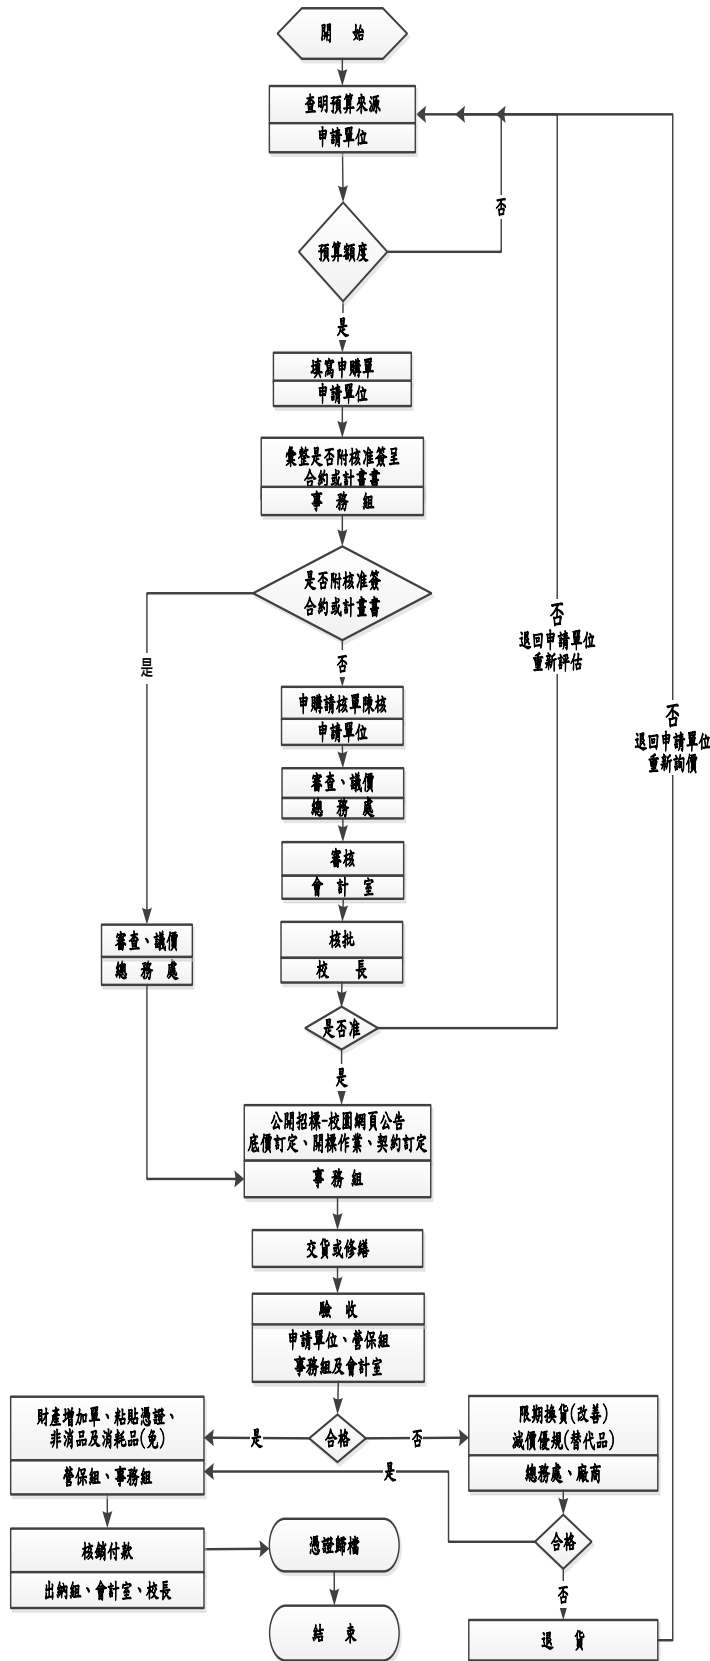 開 始
查明預算來源
申請單位
否
預算額度
是
填寫申購單
申請單位
彙整是否附核准簽呈
合約或計畫書
事 務 組
是否附核准簽
合約或計畫書
是
否
否
退回申請單位
重新評估
申購請核單陳核
申請單位
否
退回申請單位
重新詢價
審查、議價
總 務 處
審核
會 計 室
核批
校 長
審查、議價
總 務 處
是否准
是
公開招標-校園網頁公告
底價訂定、開標作業、契約訂定
事 務 組
交貨或修繕
驗 收
申請單位、營保組
事務組及會計室
財產增加單、粘貼憑證、
非消品及消耗品(免)
營保組、事務組
是
合格
否
限期換貨(改善)
減價優規(替代品)
總務處、廠商
是
合格
否
核銷付款
出納組、會計室、校長
憑證歸檔
結 束
退 貨